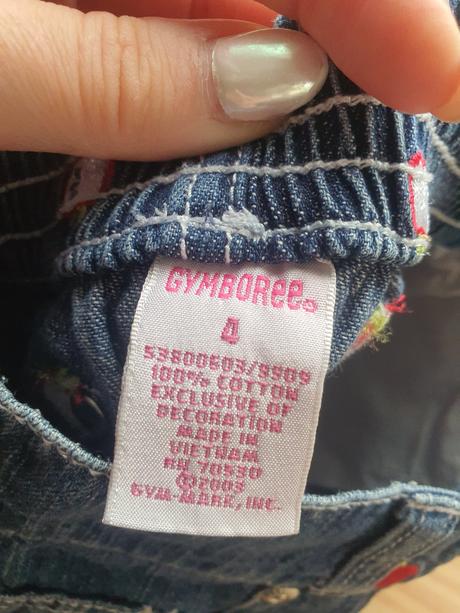 GYMBOREE®
4
53800603/9909
100% COTTON
EXCLUSIVE OF
DECORATION
MADE IN
VIETNAM
RN 70530
©2003
GYM-MARK, INC.